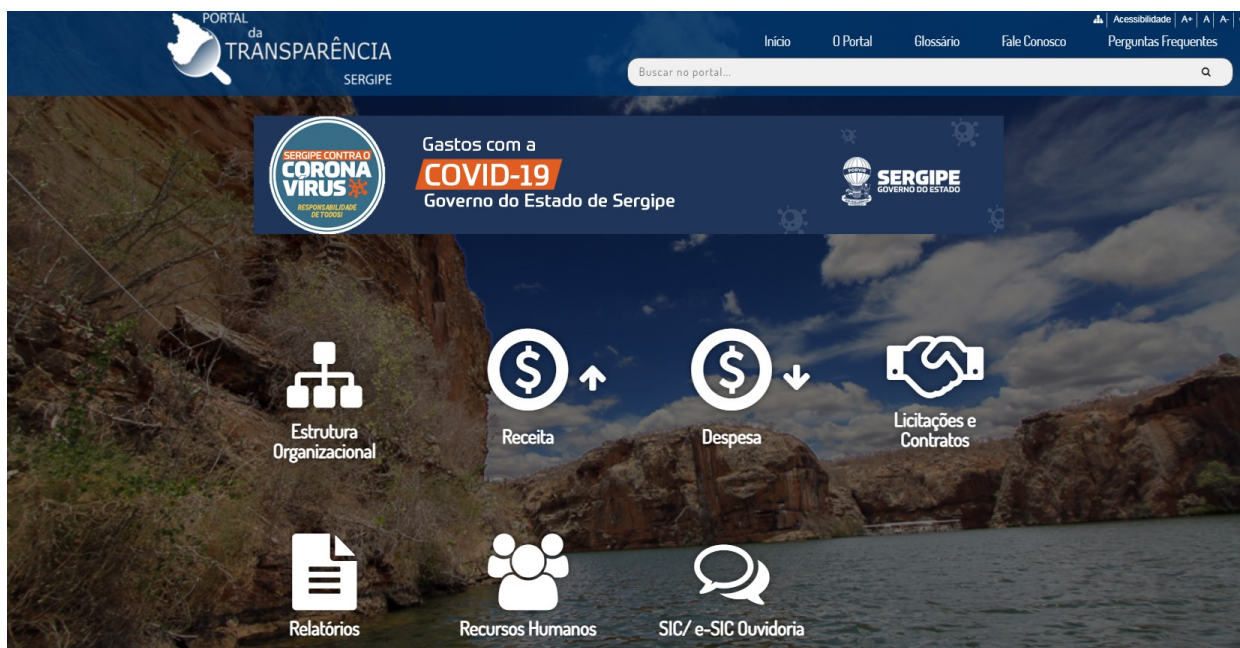 PORTAL
da
TRANSPARÊNCIA
SERGIPE
Acessibilidade A+ A A-
Início O Portal Glossário Fale Conosco Perguntas Frequentes
Buscar no portal...
SERGIPE CONTRA O
CORONA
VÍRUS
RESPONSABILIDADE
DE TODOS!
Gastos com a
COVID-19
Governo do Estado de Sergipe
SERGIPE
GOVERNO DO ESTADO
Estrutura
Organizacional
Receita
Despesa
Licitações e
Contratos
Relatórios
Recursos Humanos
SIC/ e-SIC Ouvidoria